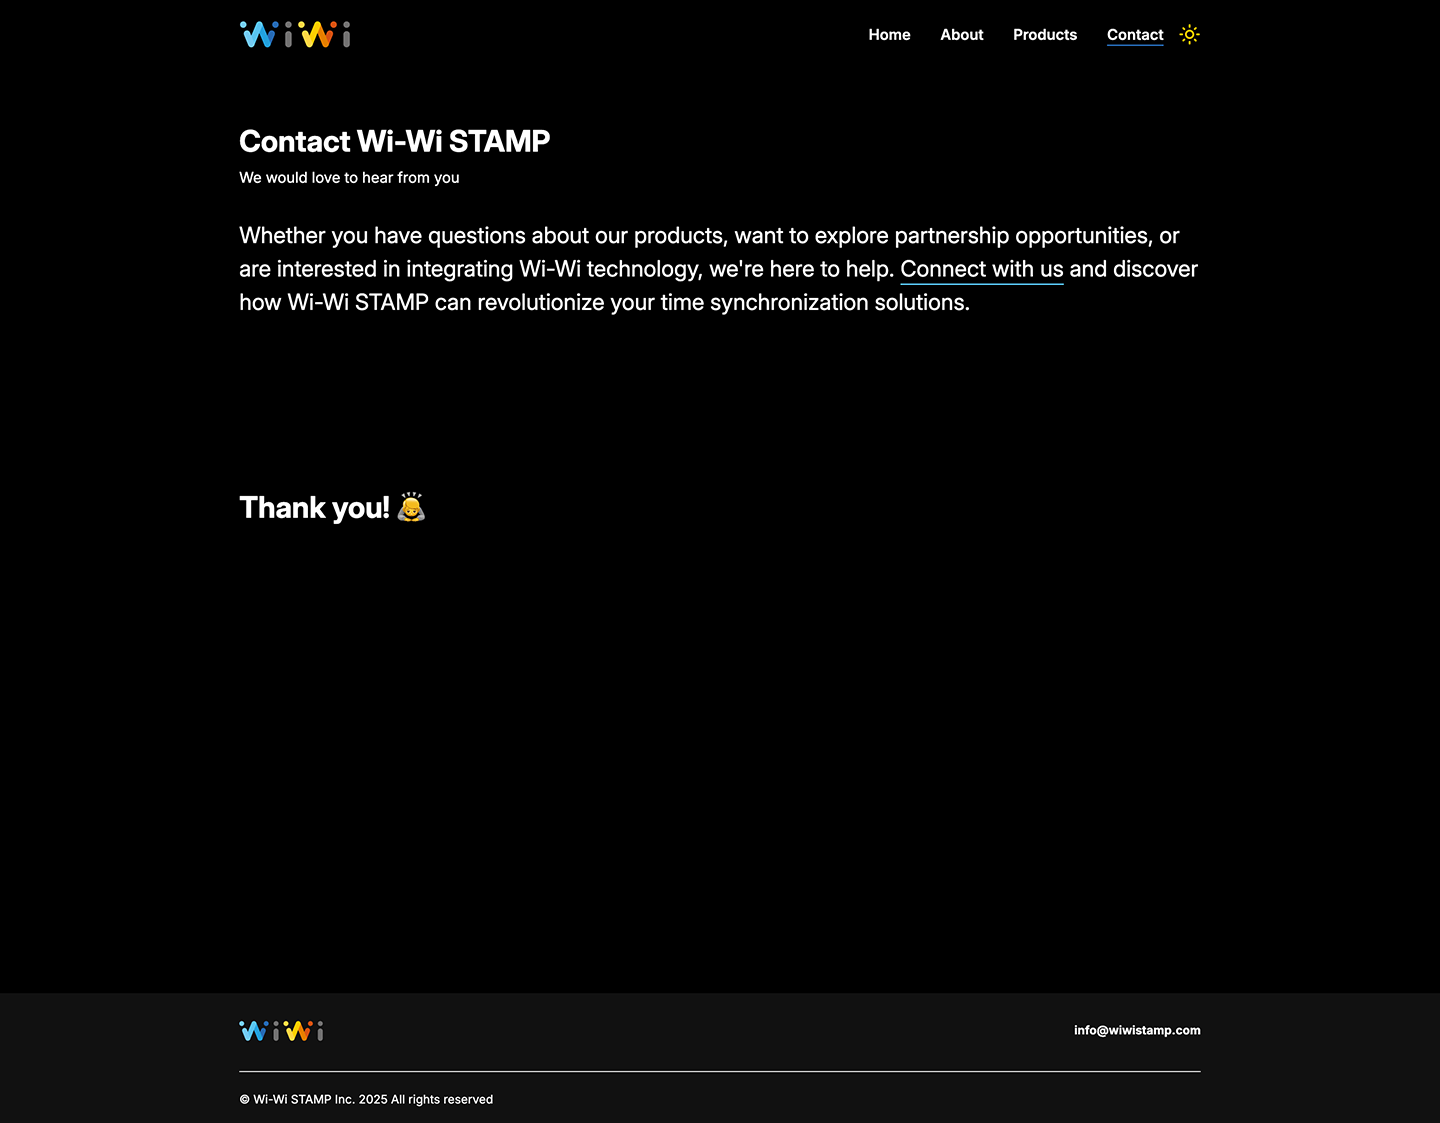 WiWi
Home About Products Contact
Contact Wi-Wi STAMP
We would love to hear from you
Whether you have questions about our products, want to explore partnership opportunities, or
are interested in integrating Wi-Wi technology, we're here to help. Connect with us and discover
how Wi-Wi STAMP can revolutionize your time synchronization solutions.
Thank you! 🙇
WiWi
info@wiwistamp.com
© Wi-Wi STAMP Inc. 2025 All rights reserved